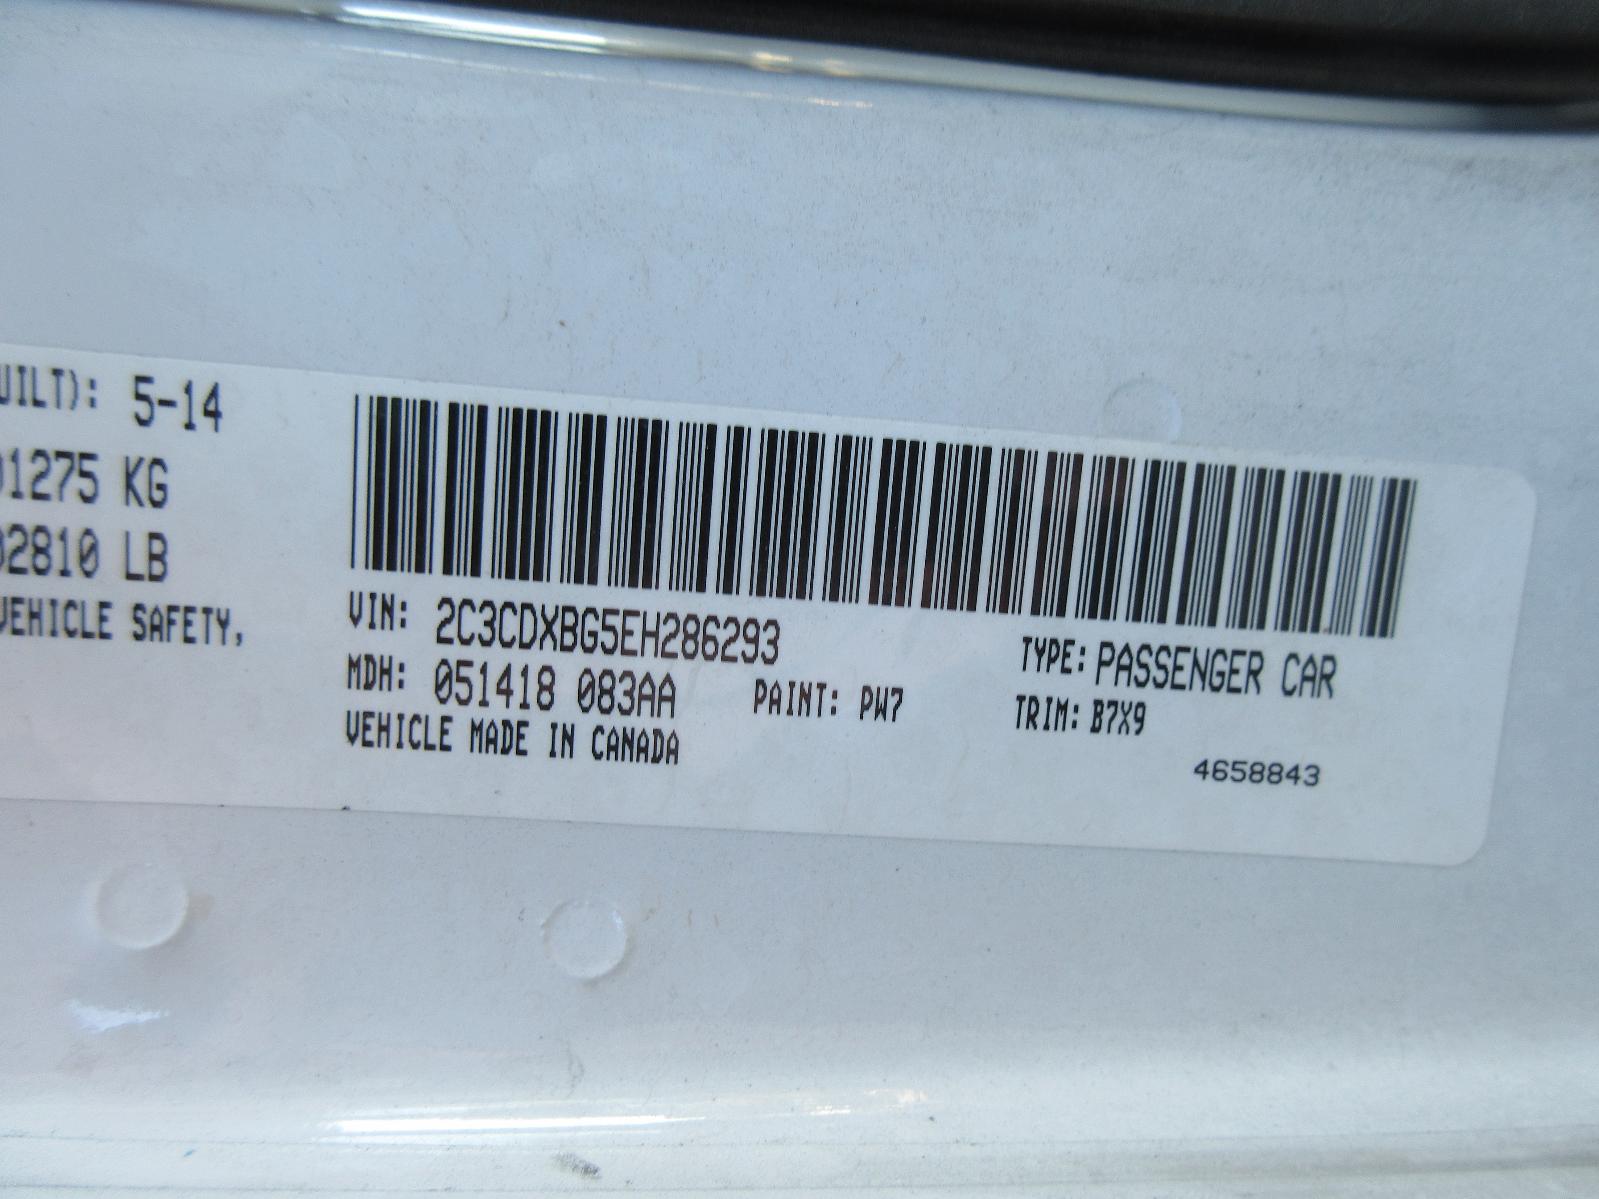 UILT): 5-14
01275 KG
02810 LB
VEHICLE SAFETY,
VIN: 2C3CDXBG5EH286293
TYPE: PASSENGER CAR
MDH: 051418 083AA PAINT: PW7 TRIM: B7X9
VEHICLE MADE IN CANADA
4658843